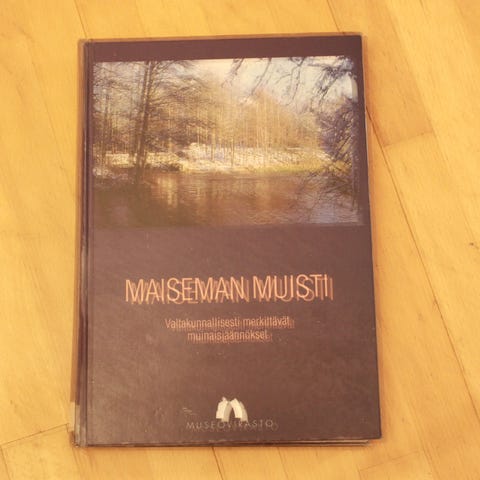 MAISEMAN MUISTI
Valtakunnallisesti merkittävät
muinaisjäännökset
MUSEOVIRASTO